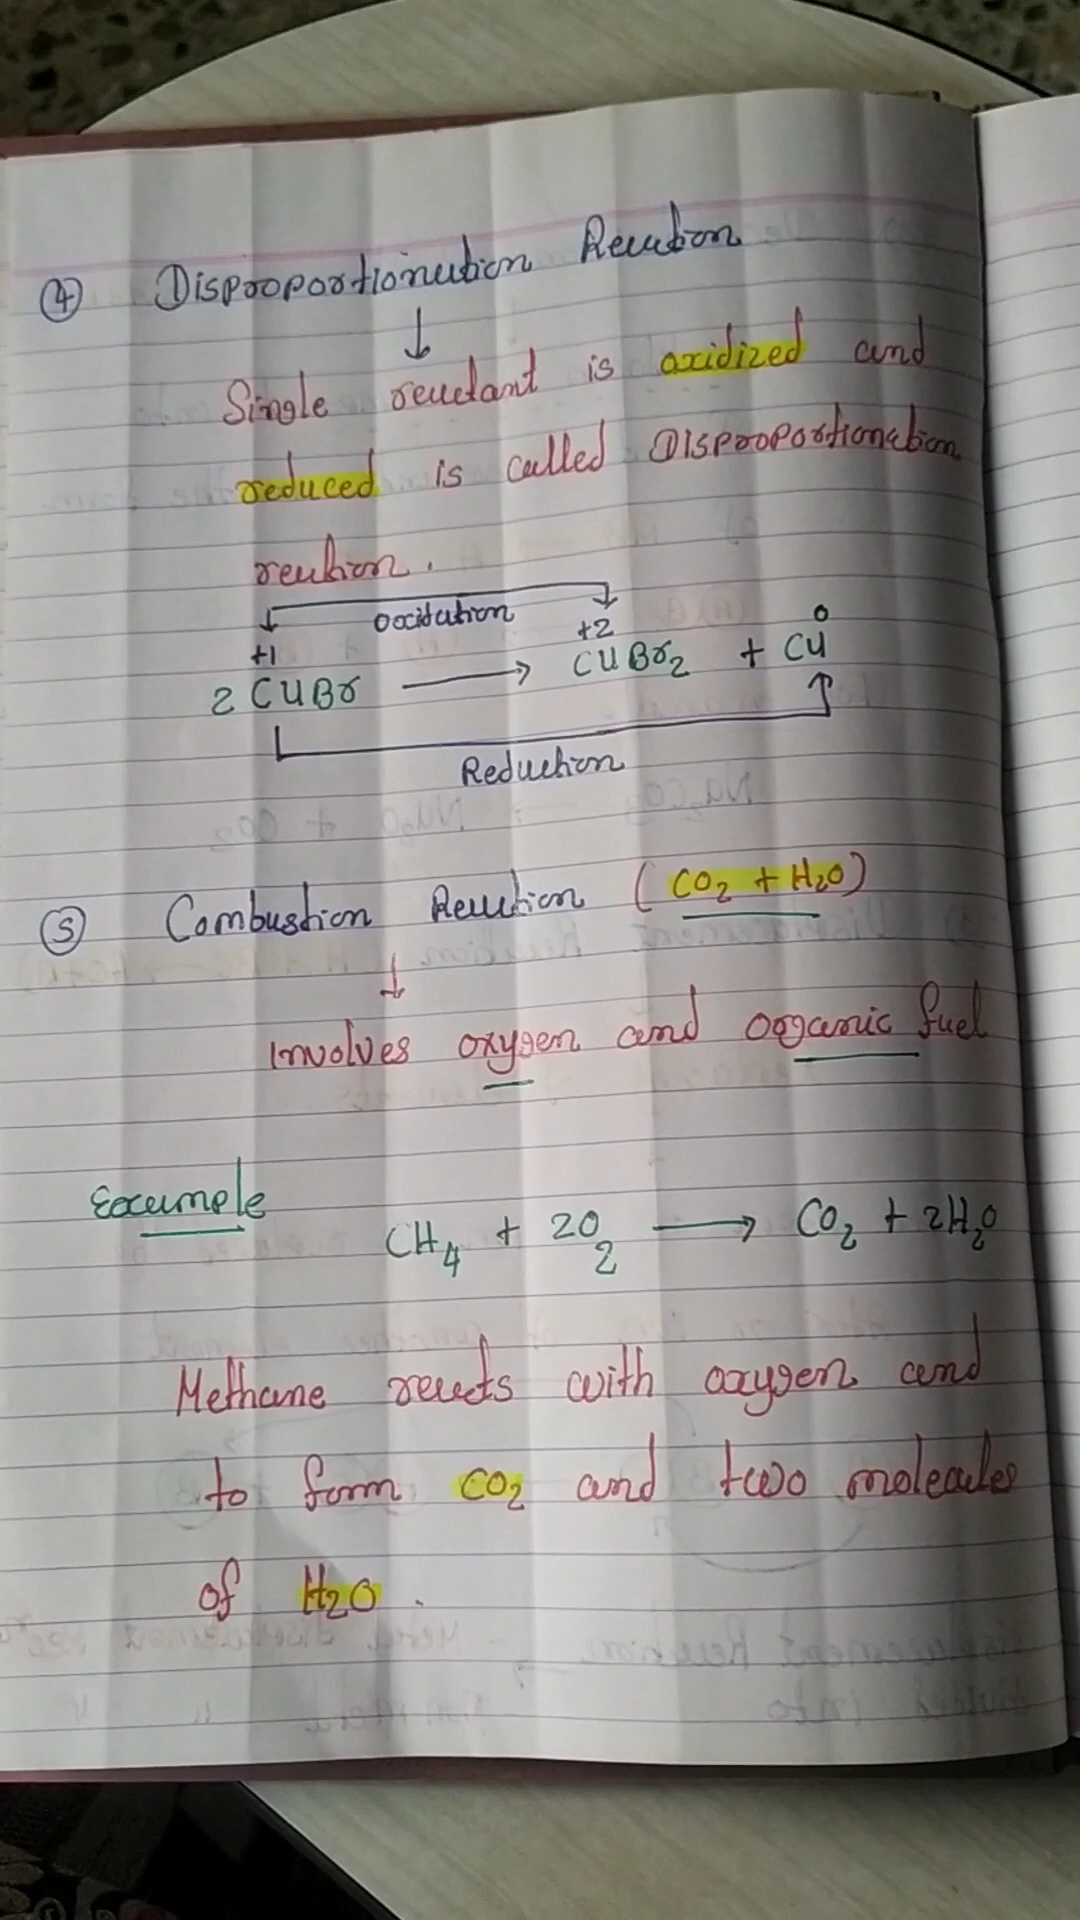 ④ Disproportionation Reaction
↓
Single reactant is oxidized and
reduced is called Disproportionation
reaction.
oxidation
+1 +2 0
2 CuBr → CuBr₂ + Cu
Reduction
⑤ Combustion Reaction (CO₂ + H₂O)
↓
Involves oxygen and organic fuel
Example
CH₄ + 2O₂ → CO₂ + 2H₂O
Methane reacts with oxygen and
to form CO₂ and two molecules
of H₂O.